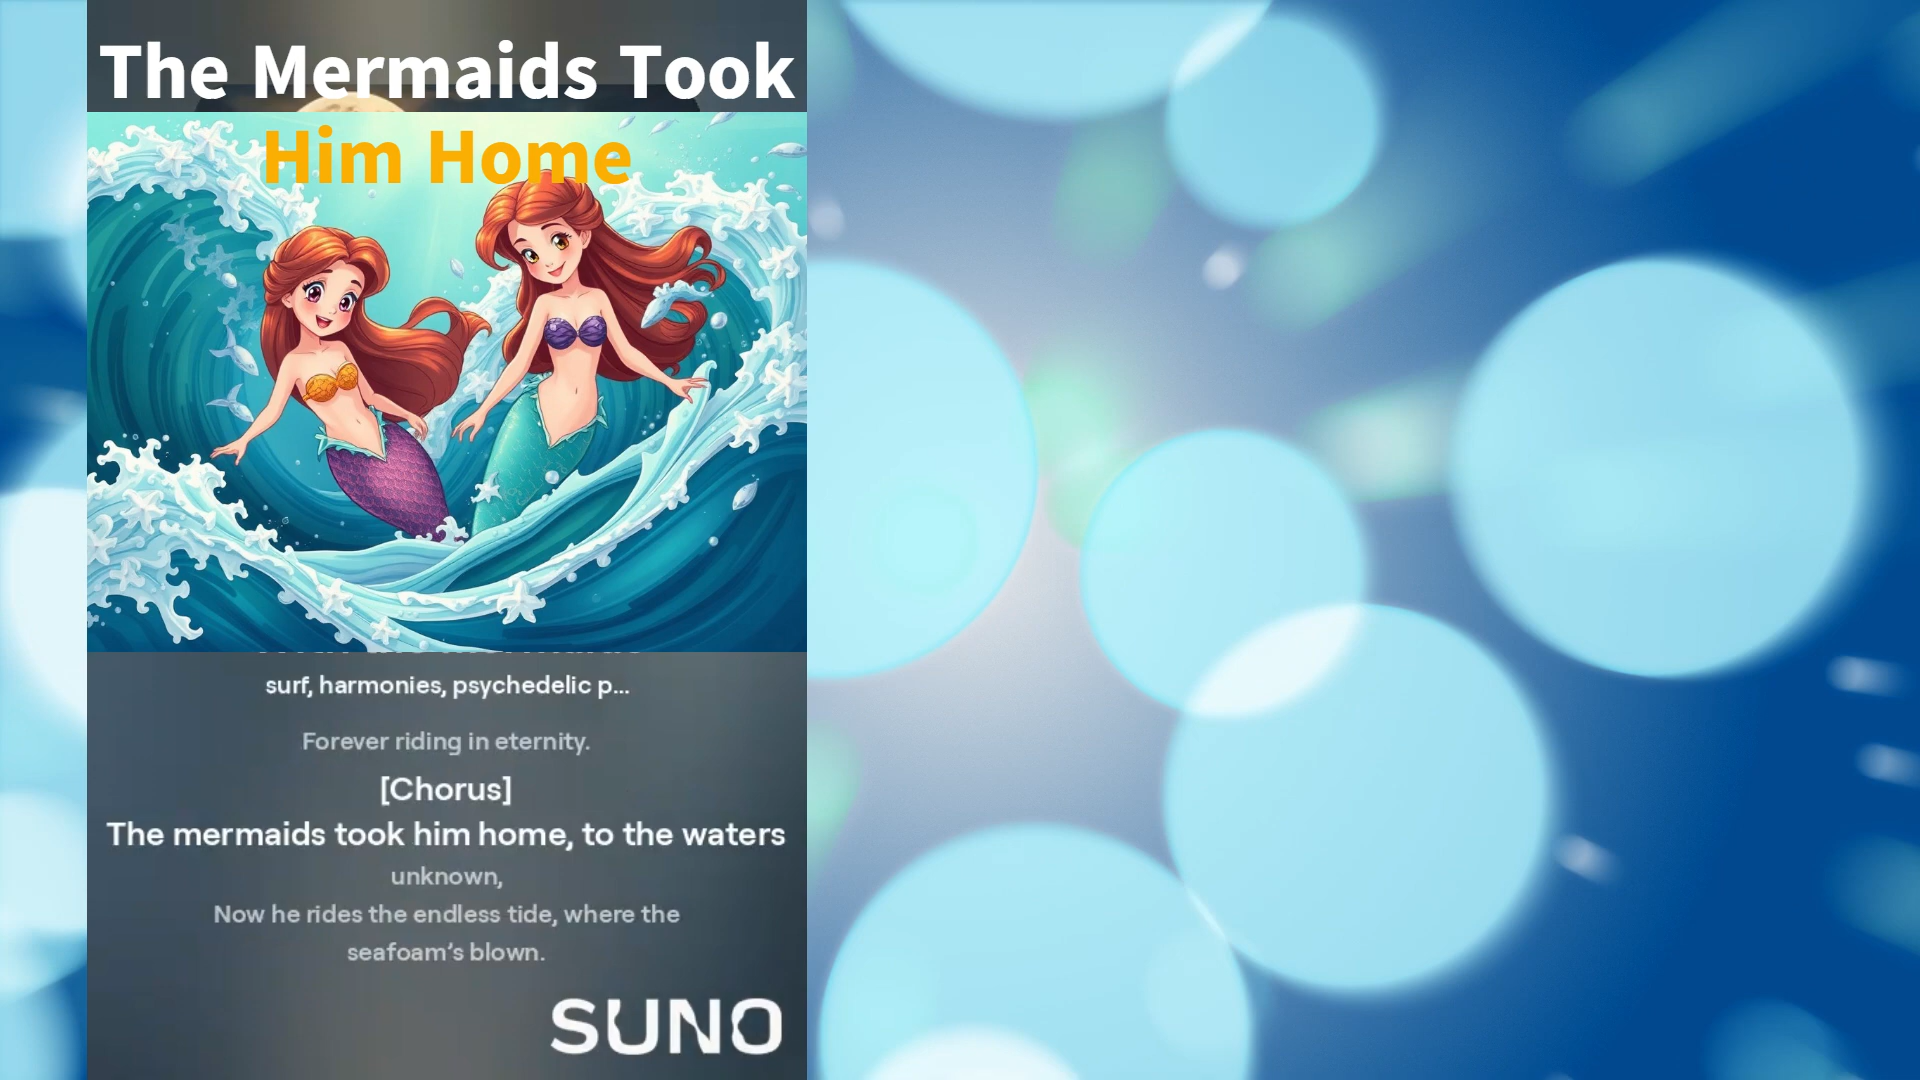 The Mermaids Took
Him Home
surf, harmonies, psychedelic p...
Forever riding in eternity.
[Chorus]
The mermaids took him home, to the waters
unknown,
Now he rides the endless tide, where the
seafoam's blown.
SUNO